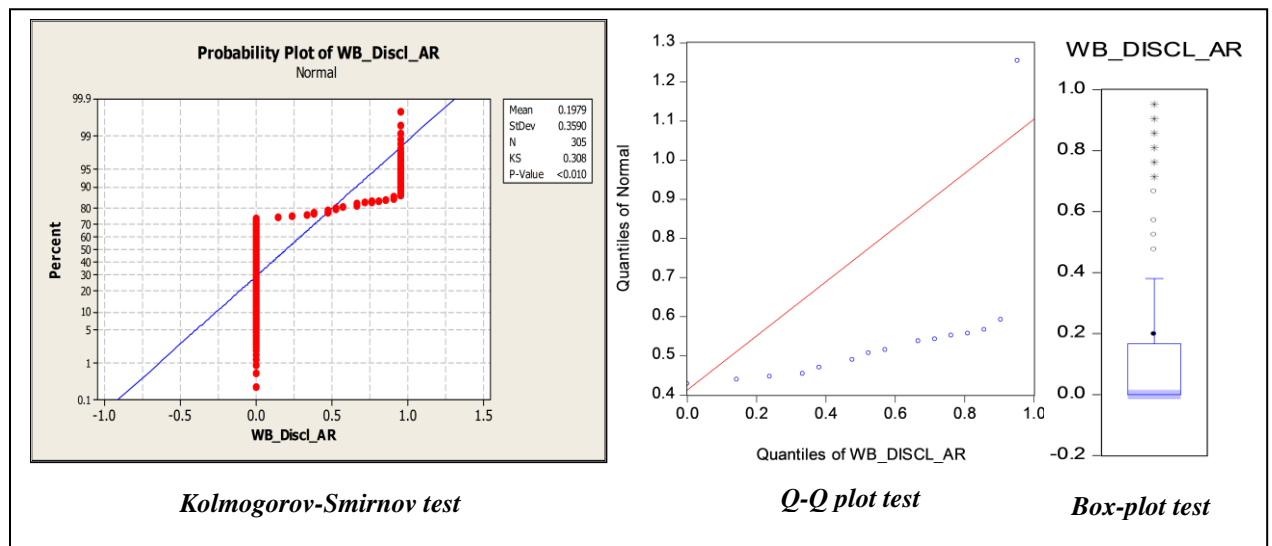 Probability Plot of WB_Discl_AR
Normal
99.9
99
95
90
80
70
60
50
40
30
20
10
5
1
0.1
Percent
-1.0
-0.5
0.0
0.5
1.0
1.5
WB_Discl_AR
Mean 0.1979
StDev 0.3590
N 305
KS 0.308
P-Value <0.010
Kolmogorov-Smirnov test
1.3
1.2
1.1
1.0
0.9
0.8
0.7
0.6
0.5
0.4
Quantiles of Normal
0.0
0.2
0.4
0.6
0.8
1.0
Quantiles of WB_DISCL_AR
Q-Q plot test
WB_DISCL_AR
1.0
0.8
0.6
0.4
0.2
0.0
-0.2
Box-plot test